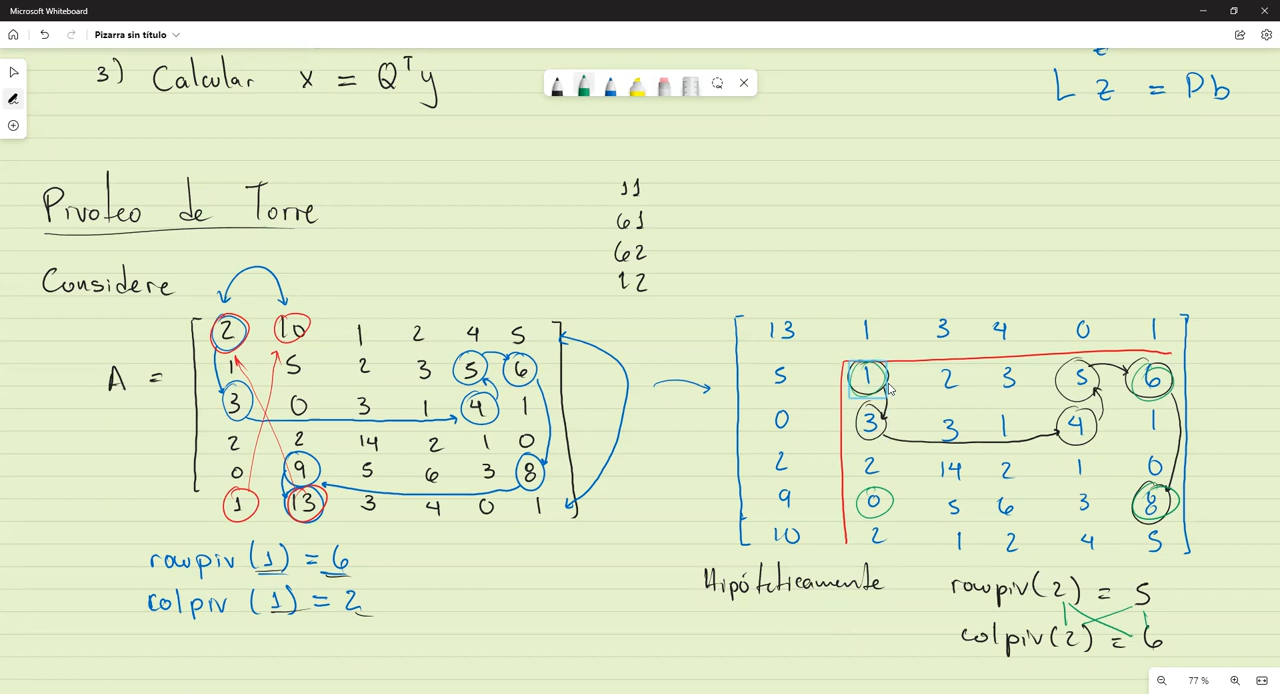 Microsoft Whiteboard
Pizarra sin título
3) Calcular x = Qᵀy
L z = Pb
Pivoteo de Torre
11
61
62
12
Considere
A =
2 10 1 2 4 5
1 5 2 3 5 6
3 0 3 1 4 1
2 2 14 2 1 0
0 9 5 6 3 8
1 13 3 4 0 1
rowpiv (1) = 6
colpiv (1) = 2
13 1 3 4 0 1
5 1 2 3 5 6
0 3 3 1 4 1
2 2 14 2 1 0
9 0 5 6 3 8
10 2 1 2 4 5
Hipóteticamente
rowpiv(2) = 5
colpiv(2) = 6
77 %